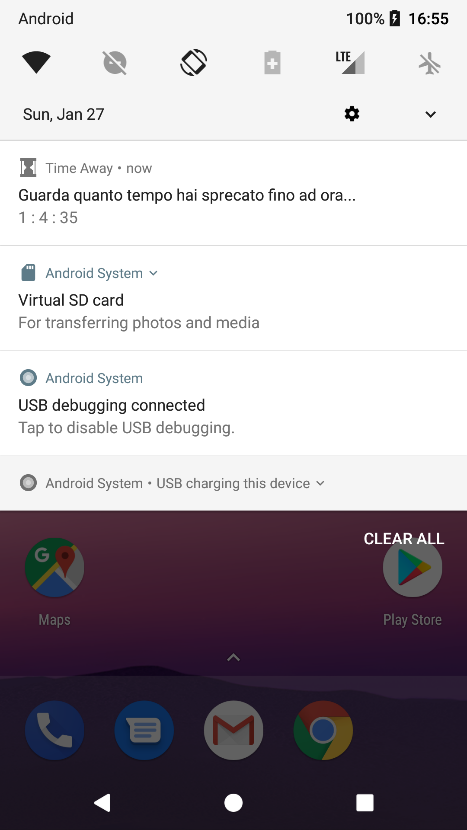 Android 100% 16:55
LTE
Sun, Jan 27
Time Away • now
Guarda quanto tempo hai sprecato fino ad ora...
1 : 4 : 35
Android System
Virtual SD card
For transferring photos and media
Android System
USB debugging connected
Tap to disable USB debugging.
Android System • USB charging this device
CLEAR ALL
G
Maps Play Store